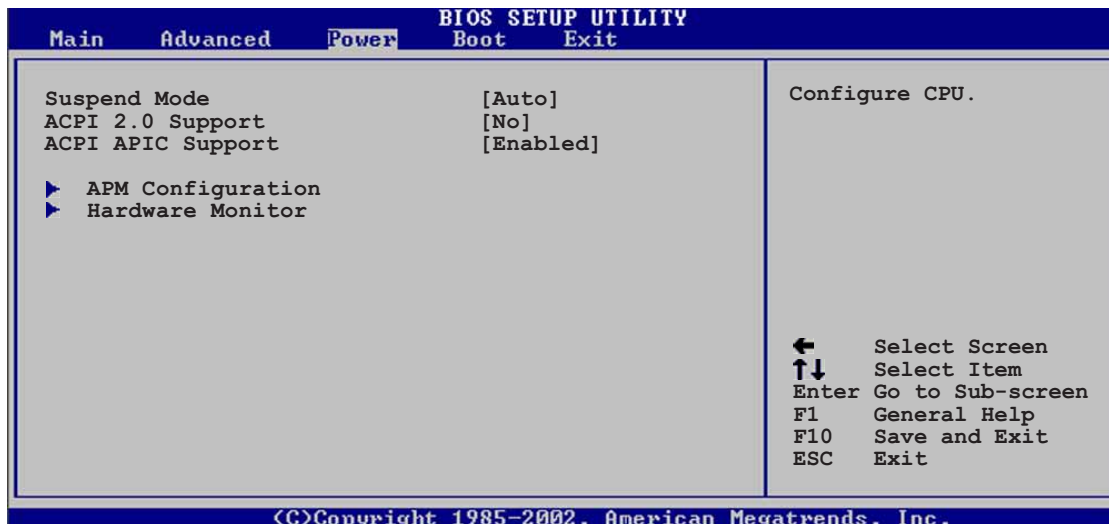 BIOS SETUP UTILITY
Main Advanced Power Boot Exit
Suspend Mode [Auto]
ACPI 2.0 Support [No]
ACPI APIC Support [Enabled]
APM Configuration
Hardware Monitor
Configure CPU.
← Select Screen
↑↓ Select Item
Enter Go to Sub-screen
F1 General Help
F10 Save and Exit
ESC Exit
(C)Copyright 1985-2002, American Megatrends, Inc.